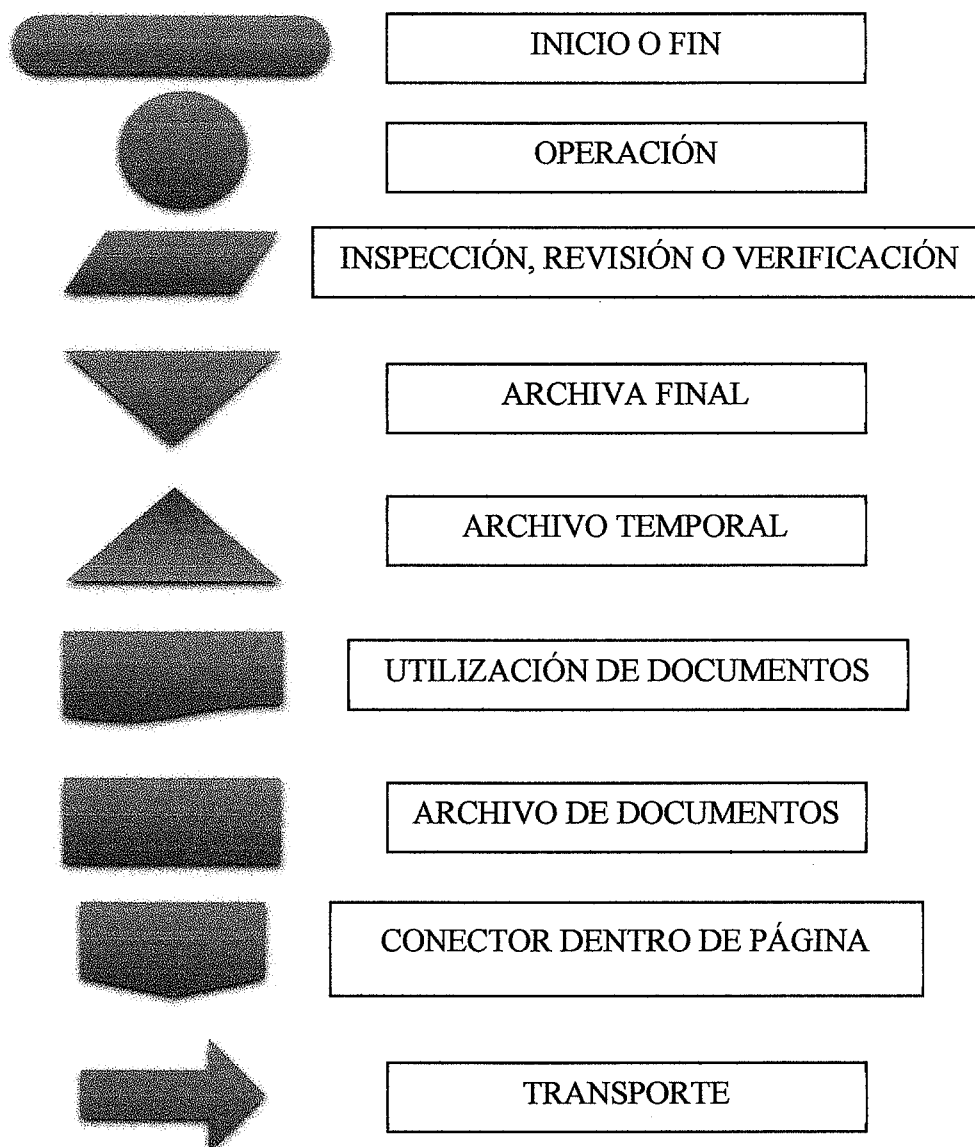 INICIO O FIN
OPERACIÓN
INSPECCIÓN, REVISIÓN O VERIFICACIÓN
ARCHIVA FINAL
ARCHIVO TEMPORAL
UTILIZACIÓN DE DOCUMENTOS
ARCHIVO DE DOCUMENTOS
CONECTOR DENTRO DE PÁGINA
TRANSPORTE